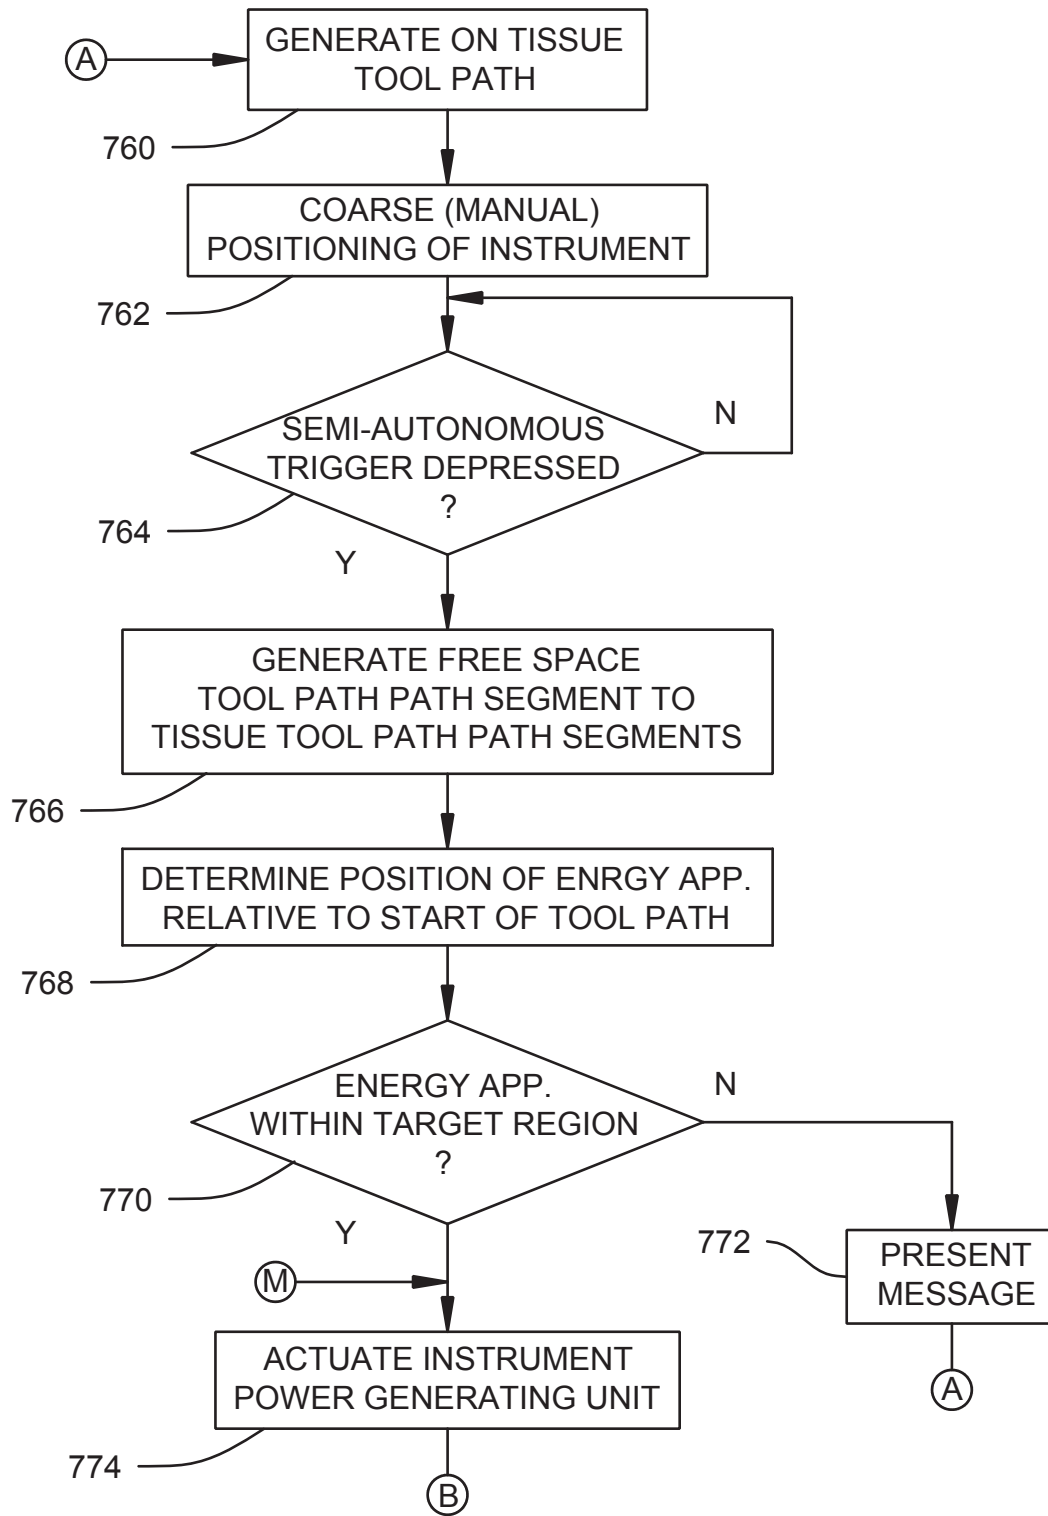 A
GENERATE ON TISSUE
TOOL PATH
760
COARSE (MANUAL)
POSITIONING OF INSTRUMENT
762
SEMI-AUTONOMOUS
TRIGGER DEPRESSED
?
N
764
Y
GENERATE FREE SPACE
TOOL PATH PATH SEGMENT TO
TISSUE TOOL PATH PATH SEGMENTS
766
DETERMINE POSITION OF ENRGY APP.
RELATIVE TO START OF TOOL PATH
768
ENERGY APP.
WITHIN TARGET REGION
?
N
770
Y
772
PRESENT
MESSAGE
A
M
ACTUATE INSTRUMENT
POWER GENERATING UNIT
774
B